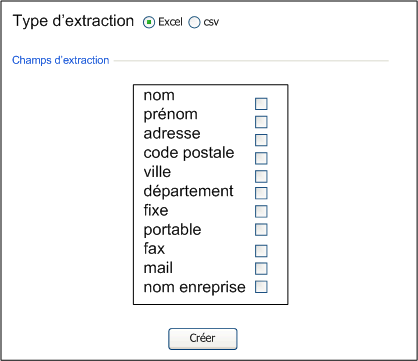 Type d'extraction Excel csv
Champs d'extraction
nom
prénom
adresse
code postale
ville
département
fixe
portable
fax
mail
nom enreprise
Créer